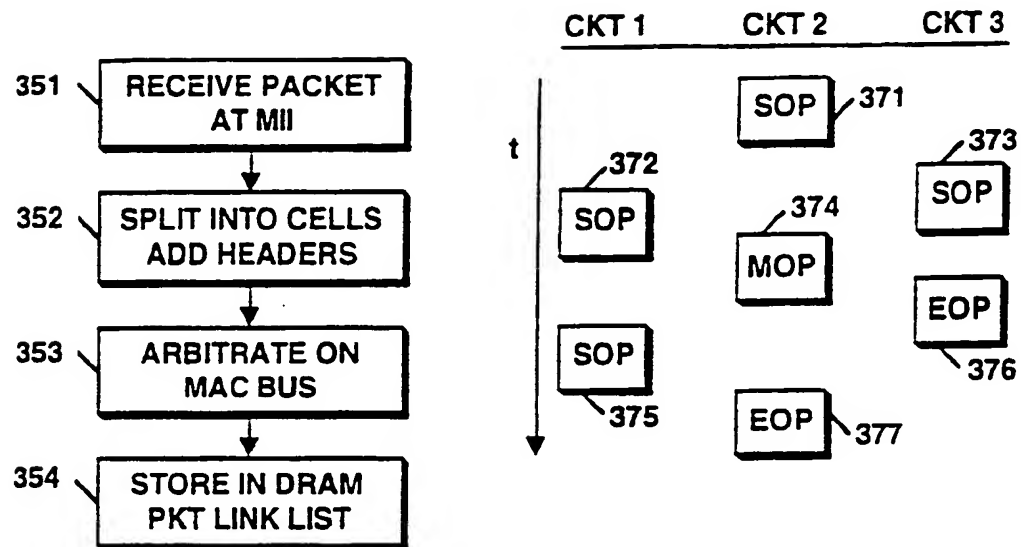 351
RECEIVE PACKET
AT MII
352
SPLIT INTO CELLS
ADD HEADERS
353
ARBITRATE ON
MAC BUS
354
STORE IN DRAM
PKT LINK LIST
CKT 1 CKT 2 CKT 3
t
SOP 371
372
SOP
373
SOP
374
MOP
EOP
376
SOP
375
EOP 377